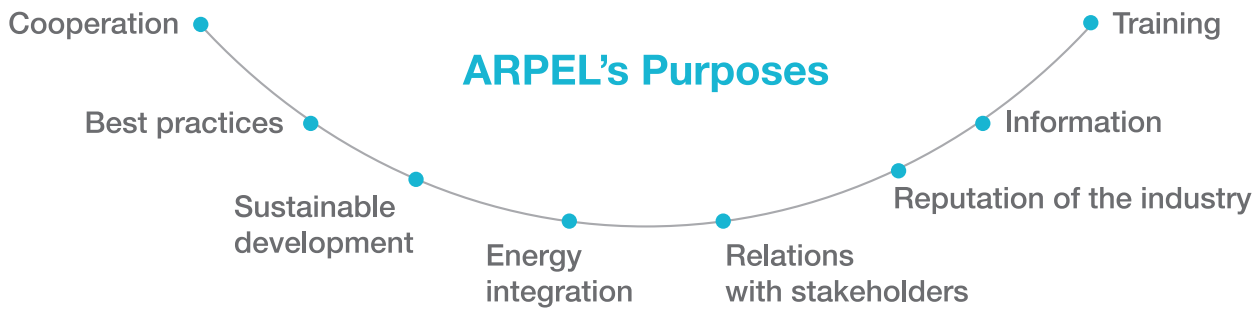 ARPEL's Purposes
Cooperation
Best practices
Sustainable
development
Energy
integration
Relations
with stakeholders
Reputation of the industry
Information
Training